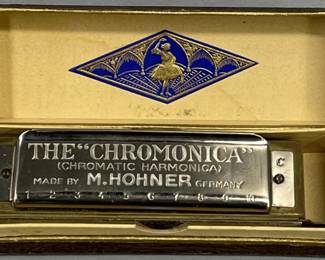 THE "CHROMONICA"
(CHROMATIC HARMONICA)
C
MADE BY M. HOHNER GERMANY
1 2 3 4 5 6 7 8 9 10